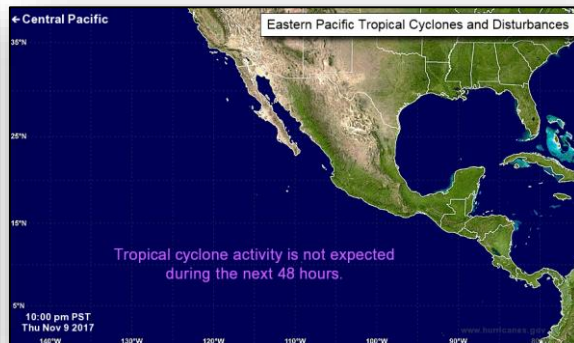 ←Central Pacific
Eastern Pacific Tropical Cyclones and Disturbances
35°N
25°N
15°N
Tropical cyclone activity is not expected
during the next 48 hours.
5°N
10:00 pm PST
Thu Nov 9 2017
www.hurricanes.gov
140°W 130°W 120°W 110°W 100°W 90°W 80°W